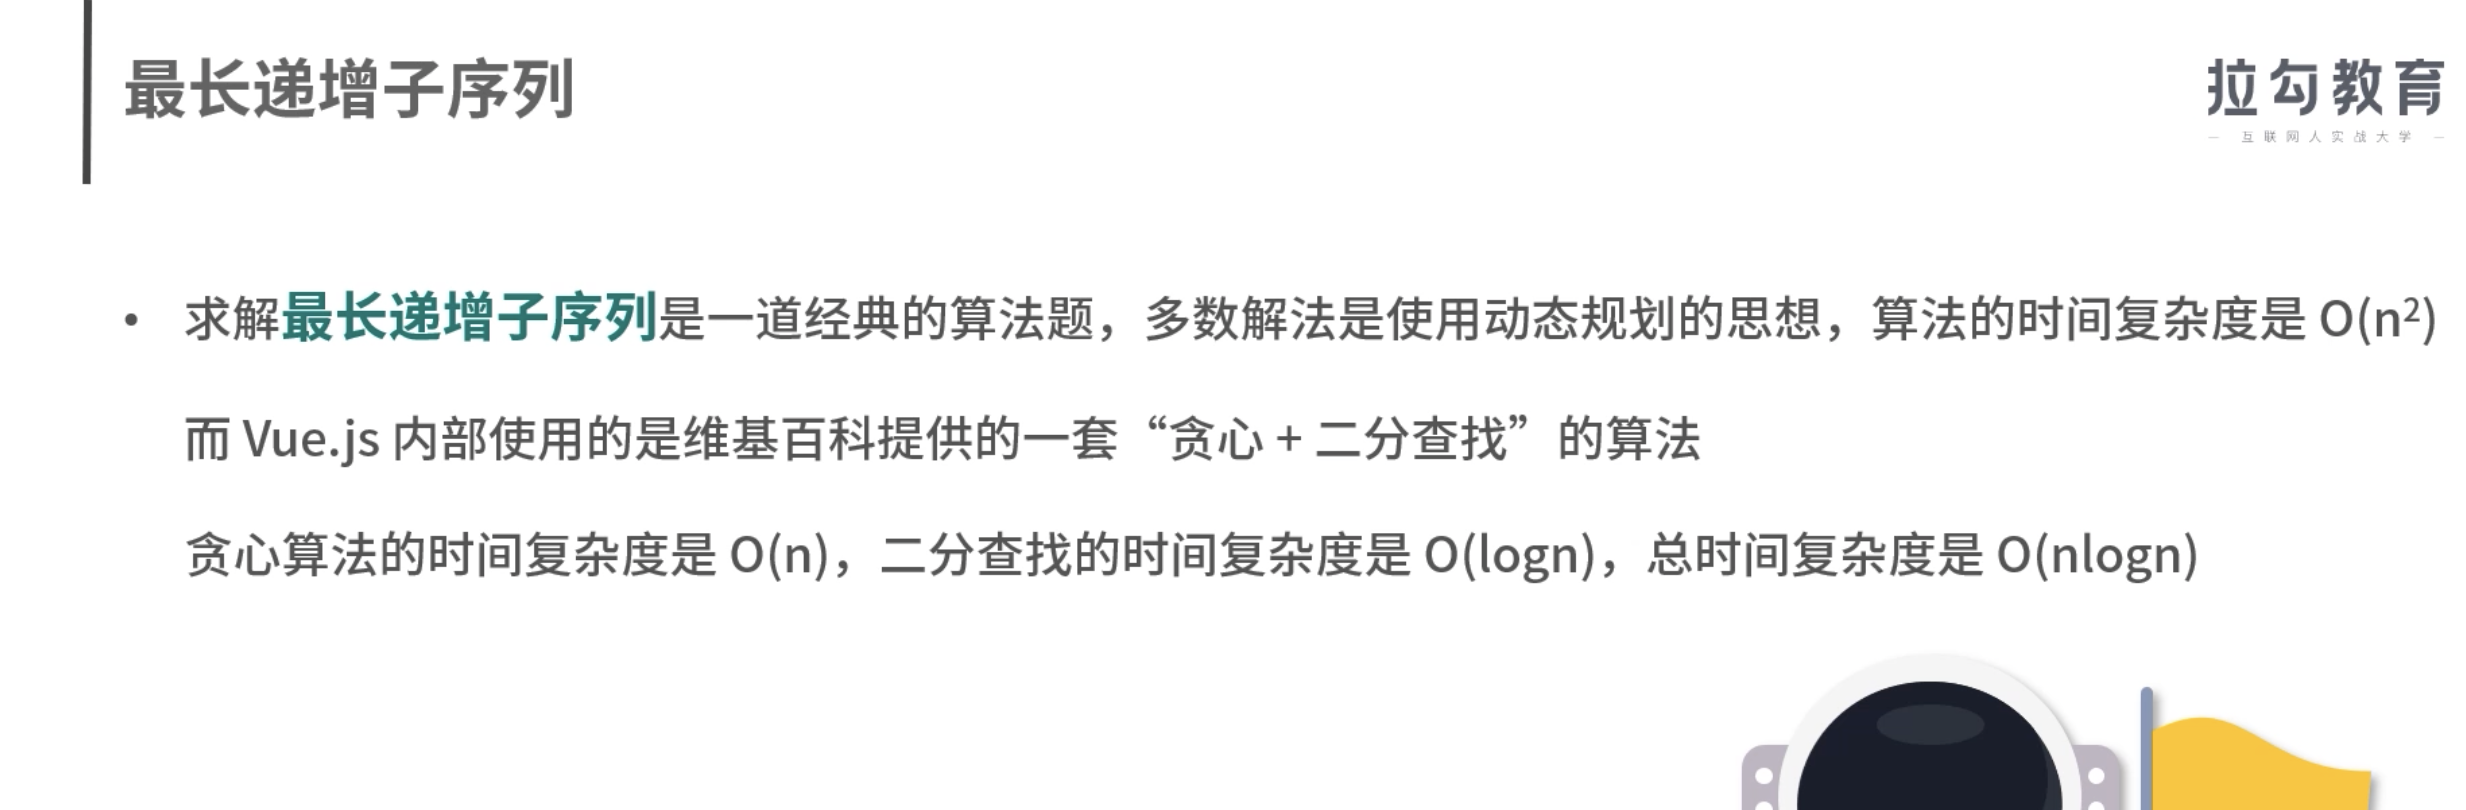 最长递增子序列
拉勾教育
— 互联网人实战大学 —
• 求解最长递增子序列是一道经典的算法题，多数解法是使用动态规划的思想，算法的时间复杂度是 O(n²)
而 Vue.js 内部使用的是维基百科提供的一套“贪心 + 二分查找”的算法
贪心算法的时间复杂度是 O(n)，二分查找的时间复杂度是 O(logn)，总时间复杂度是 O(nlogn)